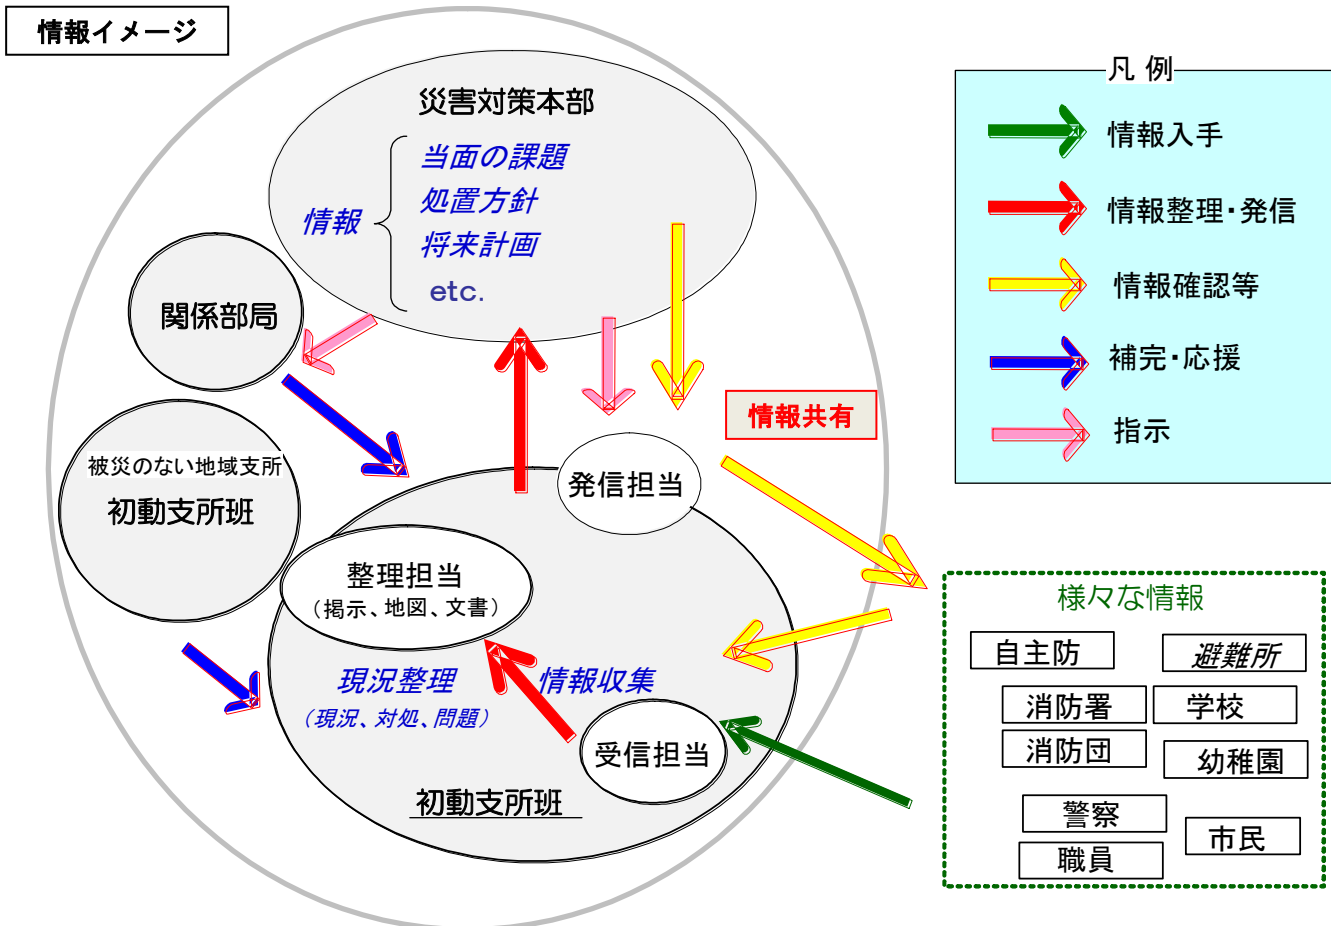 情報イメージ
災害対策本部
情報
当面の課題
処置方針
将来計画
etc.
関係部局
被災のない地域支所
初動支所班
情報共有
発信担当
整理担当
(掲示、地図、文書)
現況整理
(現況、対処、問題)
情報収集
受信担当
初動支所班
凡 例
情報入手
情報整理・発信
情報確認等
補完・応援
指示
様々な情報
自主防
避難所
消防署
学校
消防団
幼稚園
警察
市民
職員